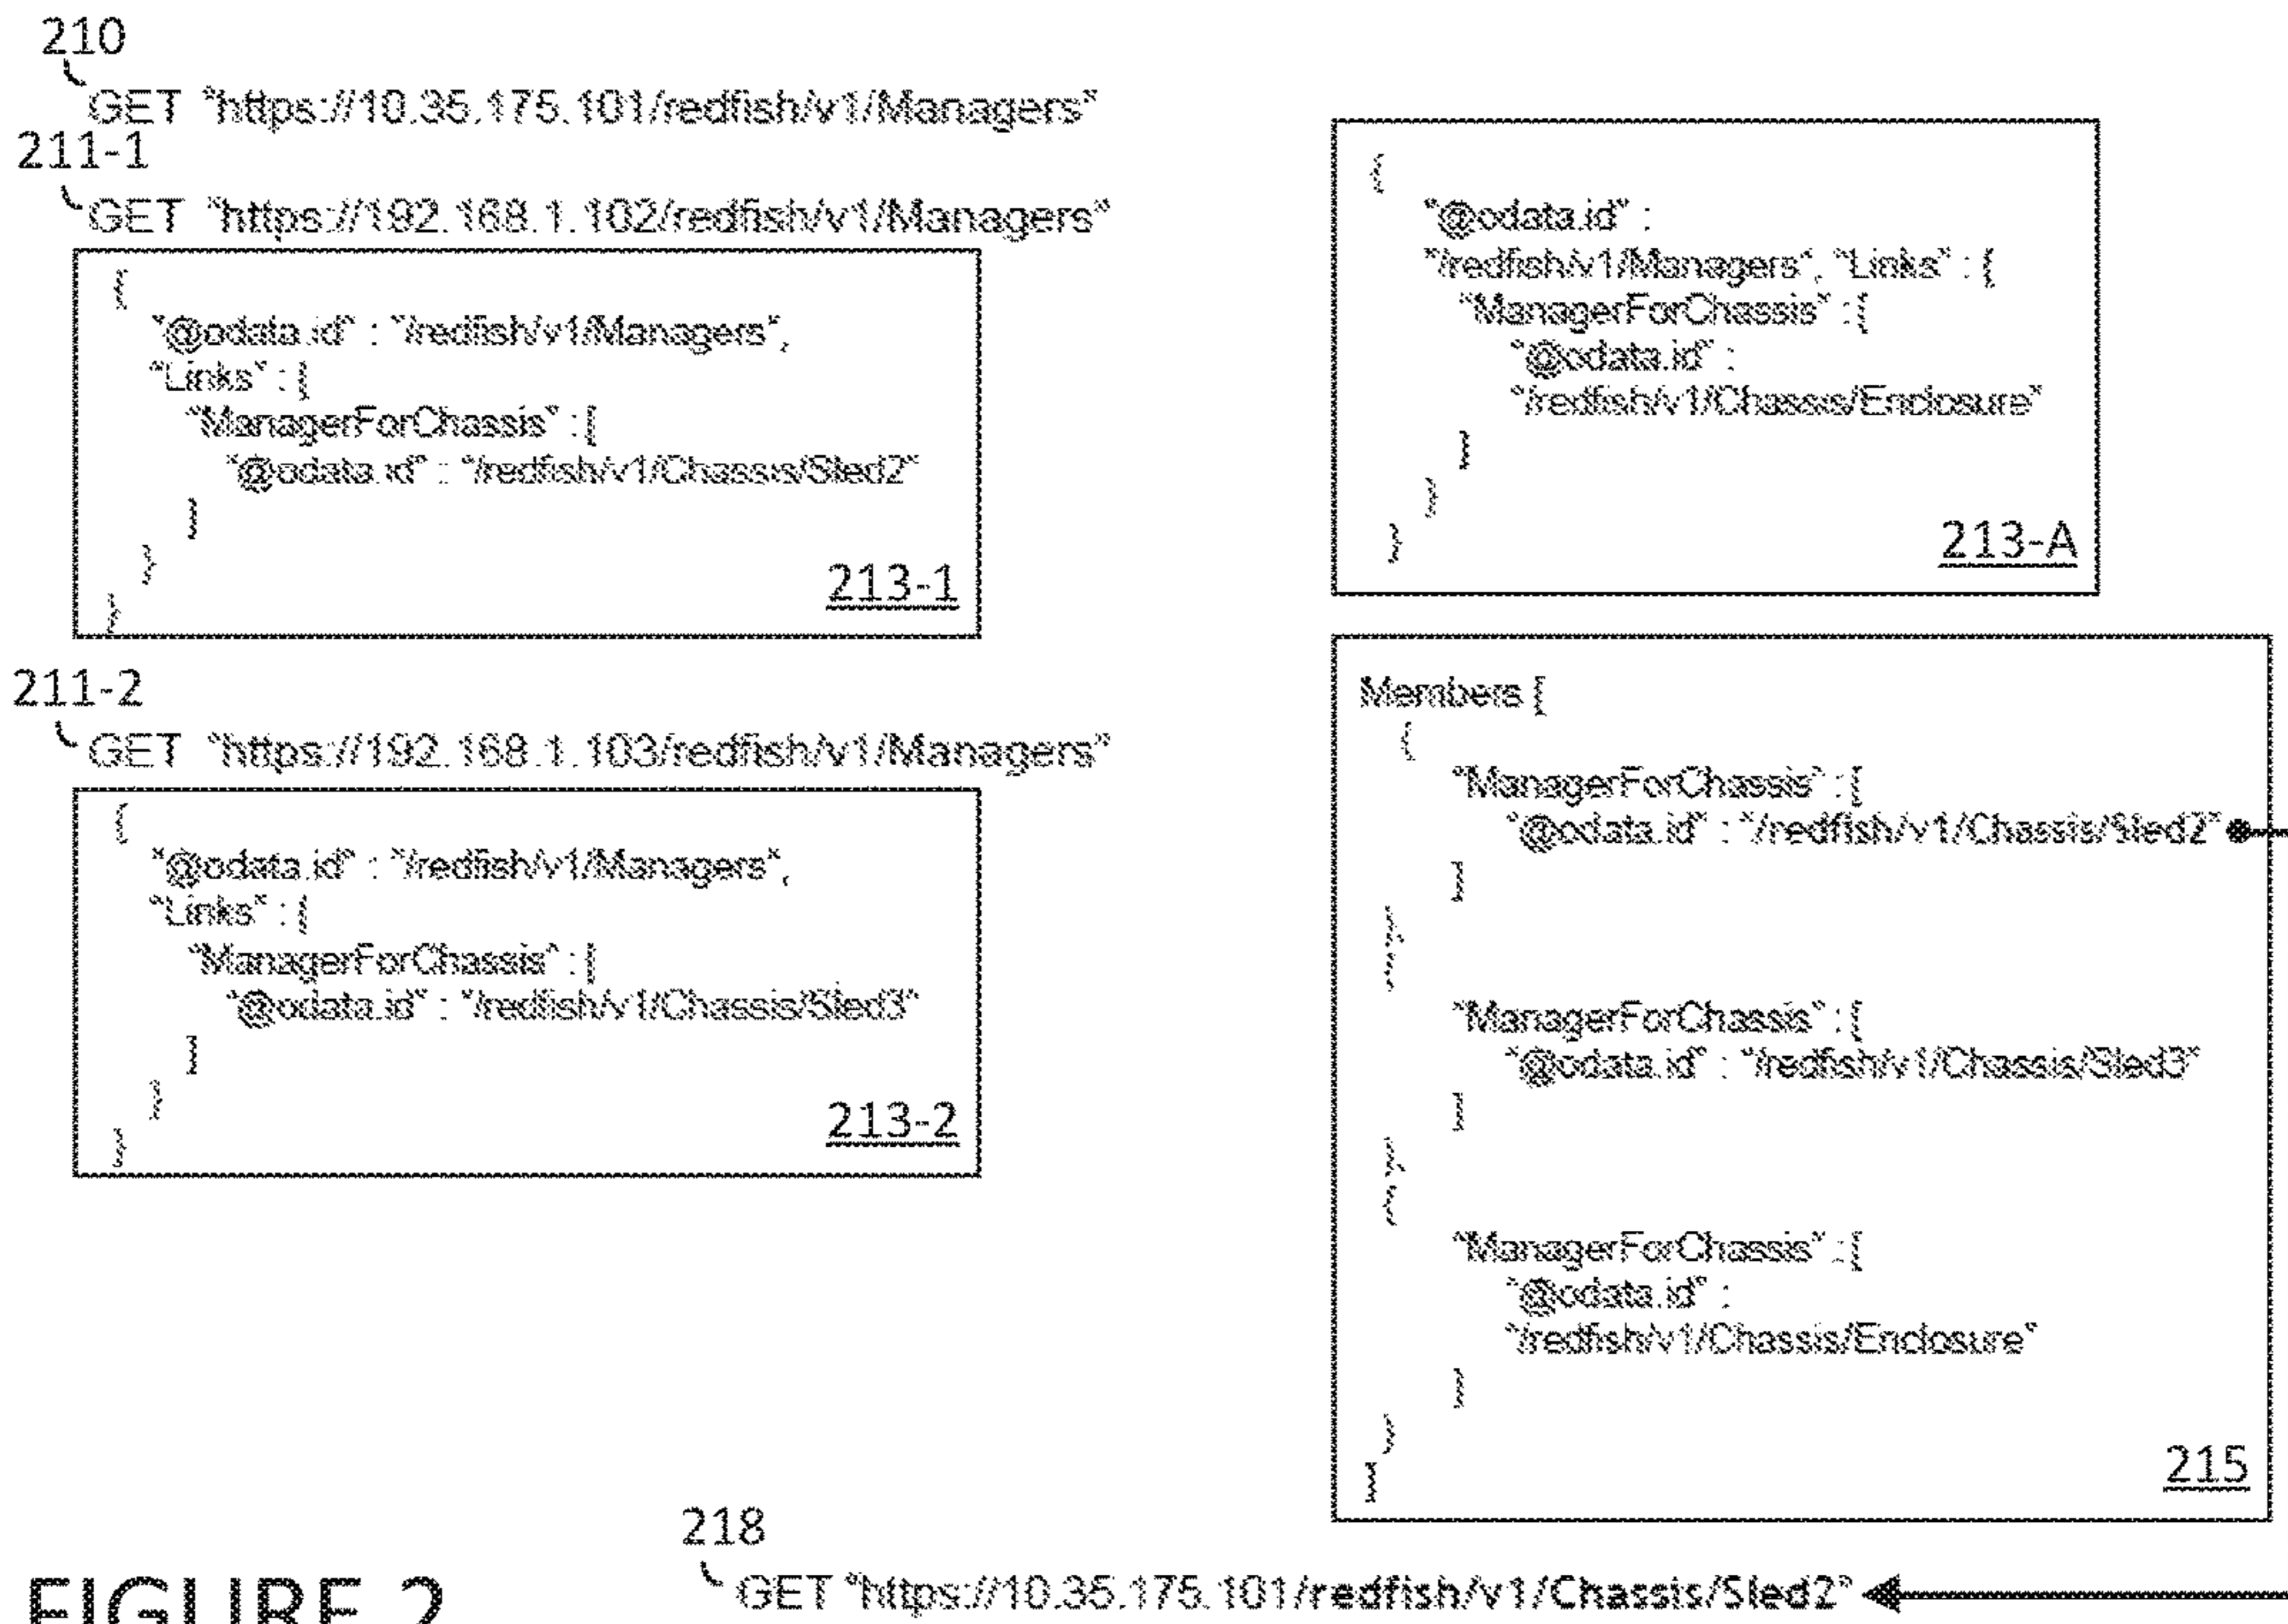 210
GET "https://10.35.175.101/redfish/v1/Managers"
211-1
GET "https://192.168.1.102/redfish/v1/Managers"
{
"@odata.id" : "/redfish/v1/Managers",
"Links" : {
"ManagerForChassis" : [
"@odata.id" : "/redfish/v1/Chassis/Sled2"
]
}
}
213-1
211-2
GET "https://192.168.1.103/redfish/v1/Managers"
{
"@odata.id" : "/redfish/v1/Managers",
"Links" : {
"ManagerForChassis" : [
"@odata.id" : "/redfish/v1/Chassis/Sled3"
]
}
}
213-2
{
"@odata.id" :
"/redfish/v1/Managers", "Links" : {
"ManagerForChassis" : [
"@odata.id" :
"/redfish/v1/Chassis/Enclosure"
]
}
}
213-A
Members [
{
"ManagerForChassis" : [
"@odata.id" : "/redfish/v1/Chassis/Sled2"
]
},
{
"ManagerForChassis" : [
"@odata.id" : "/redfish/v1/Chassis/Sled3"
]
},
{
"ManagerForChassis" : [
"@odata.id" :
"/redfish/v1/Chassis/Enclosure"
]
}
]
215
218
GET "https://10.35.175.101/redfish/v1/Chassis/Sled2"
FIGURE 2